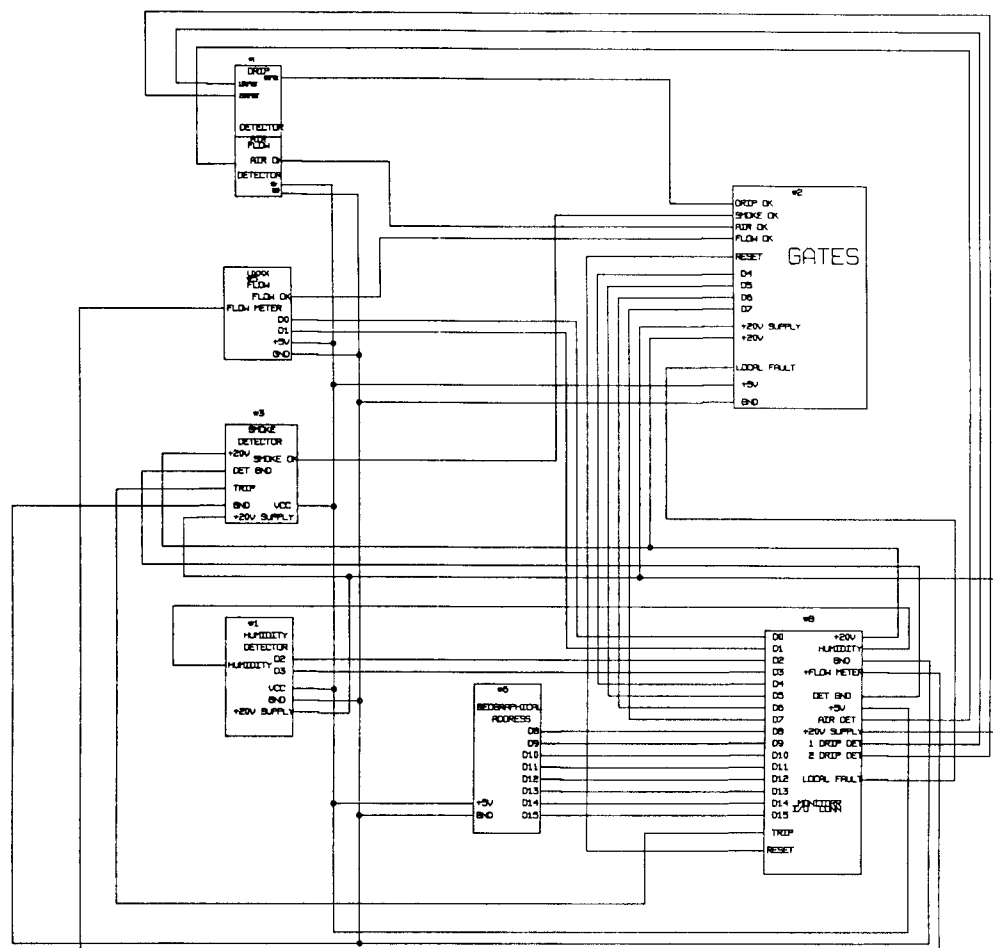 DRIP
DETECTOR
AIR
FLOW
AIR OK
DETECTOR
*2
DRIP OK
SMOKE OK
AIR OK
FLOW OK
RESET
GATES
D4
D5
D6
D7
+20V SUPPLY
+20V
LOCAL FAULT
+5V
GND
FLOW
FLOW OK
FLOW METER
D0
D1
+5V
GND
*3
SMOKE
DETECTOR
+20V
SMOKE OK
DET GND
TRIP
GND VCC
+20V SUPPLY
*1
HUMIDITY
DETECTOR
D2
HUMIDITY
D3
VCC
GND
+20V SUPPLY
GEOGRAPHICAL
ADDRESS
D8
D9
D10
D11
D12
D13
+5V D14
GND D15
D0 +20V
D1 HUMIDITY
D2 GND
D3 +FLOW METER
D4
D5 DET GND
D6 +5V
D7 AIR DET
D8 +20V SUPPLY
D9 1 DRIP DET
D10 2 DRIP DET
D11
D12 LOCAL FAULT
D13
D14 MONITOR
D15 I/O CONN
TRIP
RESET